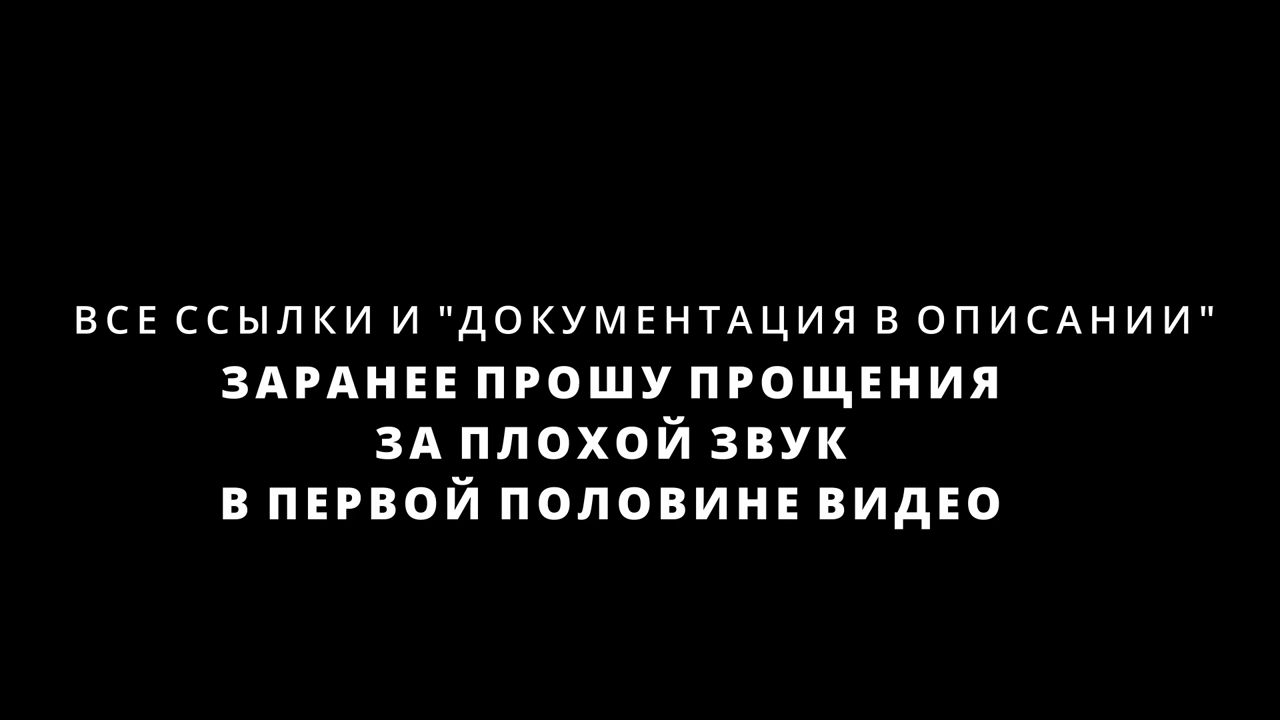 ВСЕ ССЫЛКИ И "ДОКУМЕНТАЦИЯ В ОПИСАНИИ"
ЗАРАНЕЕ ПРОШУ ПРОЩЕНИЯ
ЗА ПЛОХОЙ ЗВУК
В ПЕРВОЙ ПОЛОВИНЕ ВИДЕО